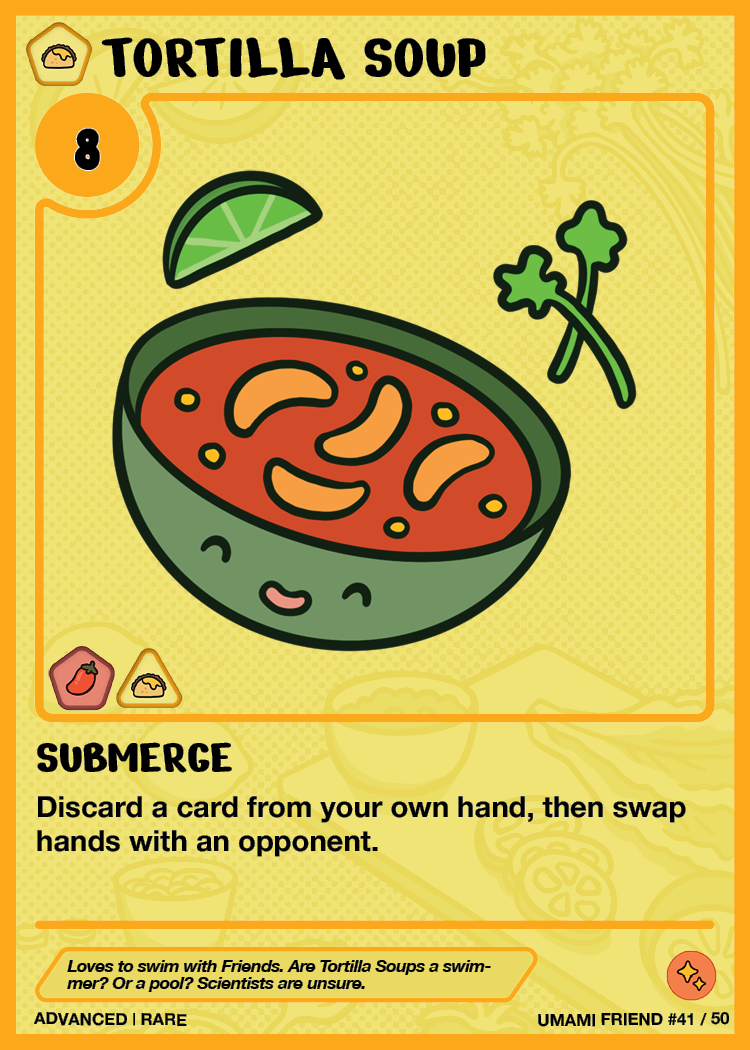 TORTILLA SOUP
8
SUBMERGE
Discard a card from your own hand, then swap
hands with an opponent.
Loves to swim with Friends. Are Tortilla Soups a swim-
mer? Or a pool? Scientists are unsure.
ADVANCED | RARE
UMAMI FRIEND #41 / 50